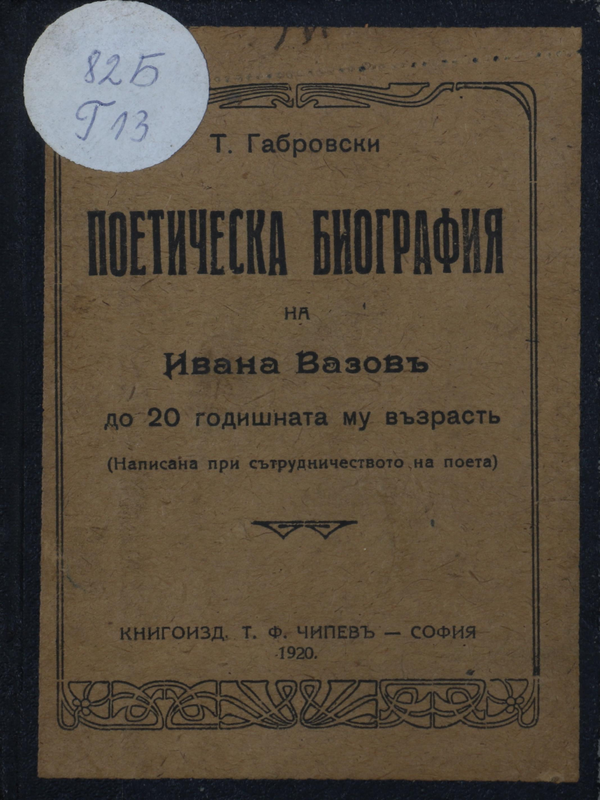 82Б
Г13
Т. Габровски
ПОЕТИЧЕСКА БИОГРАФИЯ
НА
Ивана Вазовъ
до 20 годишната му възрасть
(Написана при сътрудничеството на поета)
КНИГОИЗД. Т. Ф. ЧИПЕВЪ — СОФИЯ
1920.